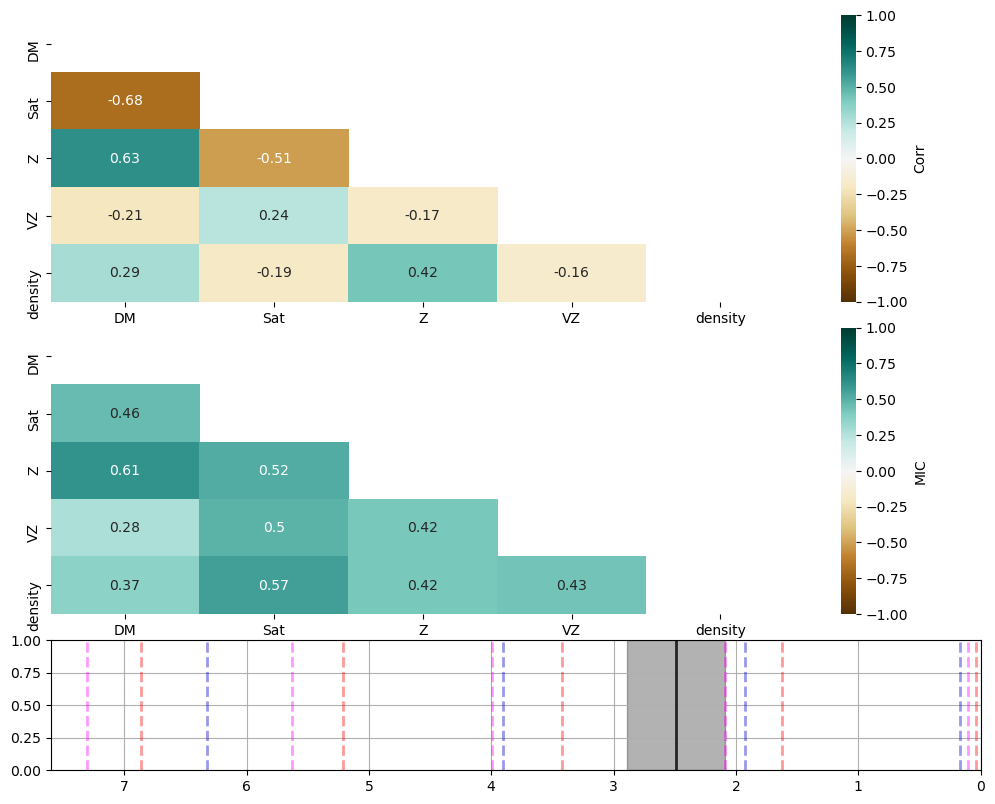 DM
Sat
Z
VZ
density
-0.68
0.63 -0.51
-0.21 0.24 -0.17
0.29 -0.19 0.42 -0.16
DM Sat Z VZ density
1.00
0.75
0.50
0.25
0.00
−0.25
−0.50
−0.75
−1.00
Corr
DM
Sat
Z
VZ
density
0.46
0.61 0.52
0.28 0.5 0.42
0.37 0.57 0.42 0.43
DM Sat Z VZ density
1.00
0.75
0.50
0.25
0.00
−0.25
−0.50
−0.75
−1.00
MIC
1.00
0.75
0.50
0.25
0.00
7 6 5 4 3 2 1 0